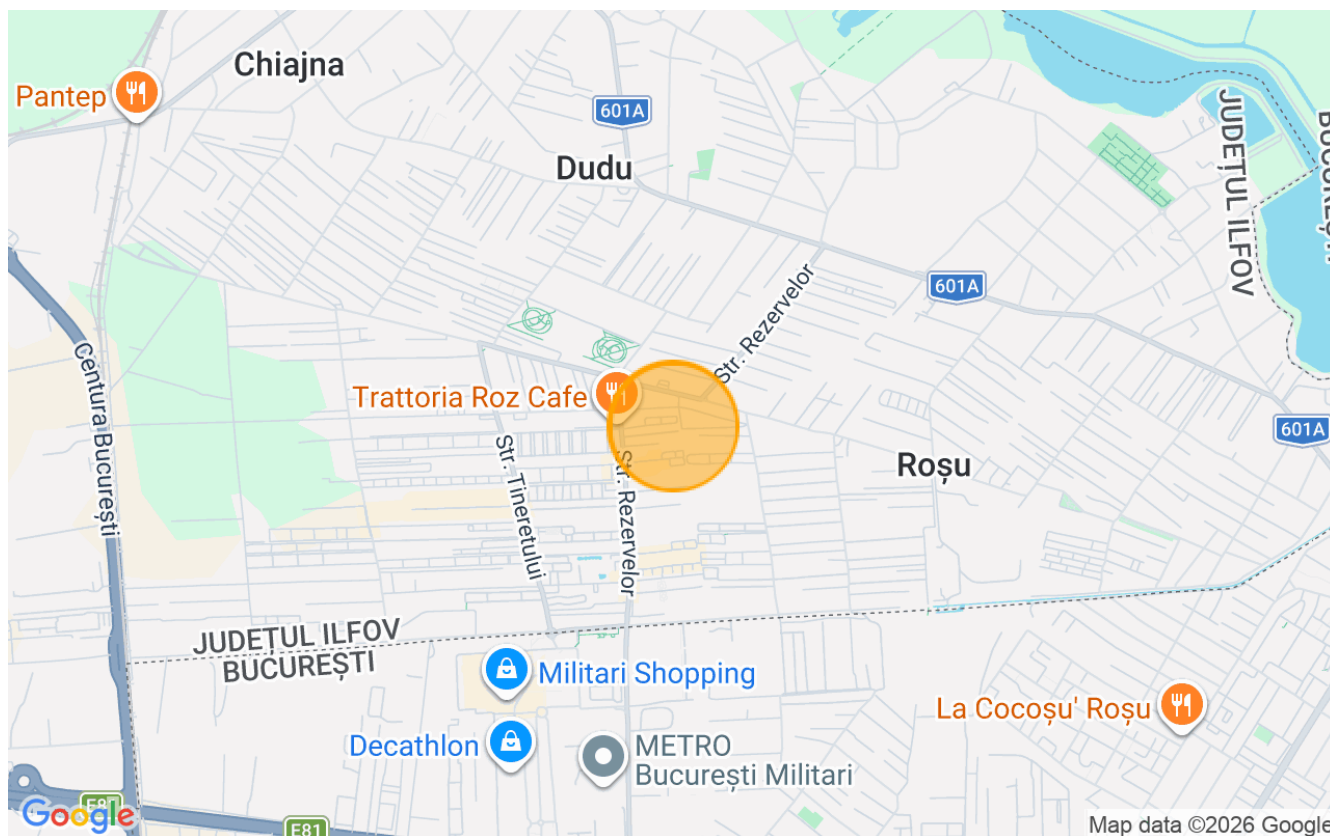 Chiajna
Pantep
601A
Dudu
JUDEȚUL ILFOV
BUCUREȘTI
601A
Str. Rezervelor
Centura București
Trattoria Roz Cafe
601A
Roșu
Str. Tineretului
Str. Rezervelor
JUDEȚUL ILFOV
BUCUREȘTI
Militari Shopping
La Cocoșu' Roșu
Decathlon
METRO
București Militari
E81
Google
E81
Map data ©2026 Google